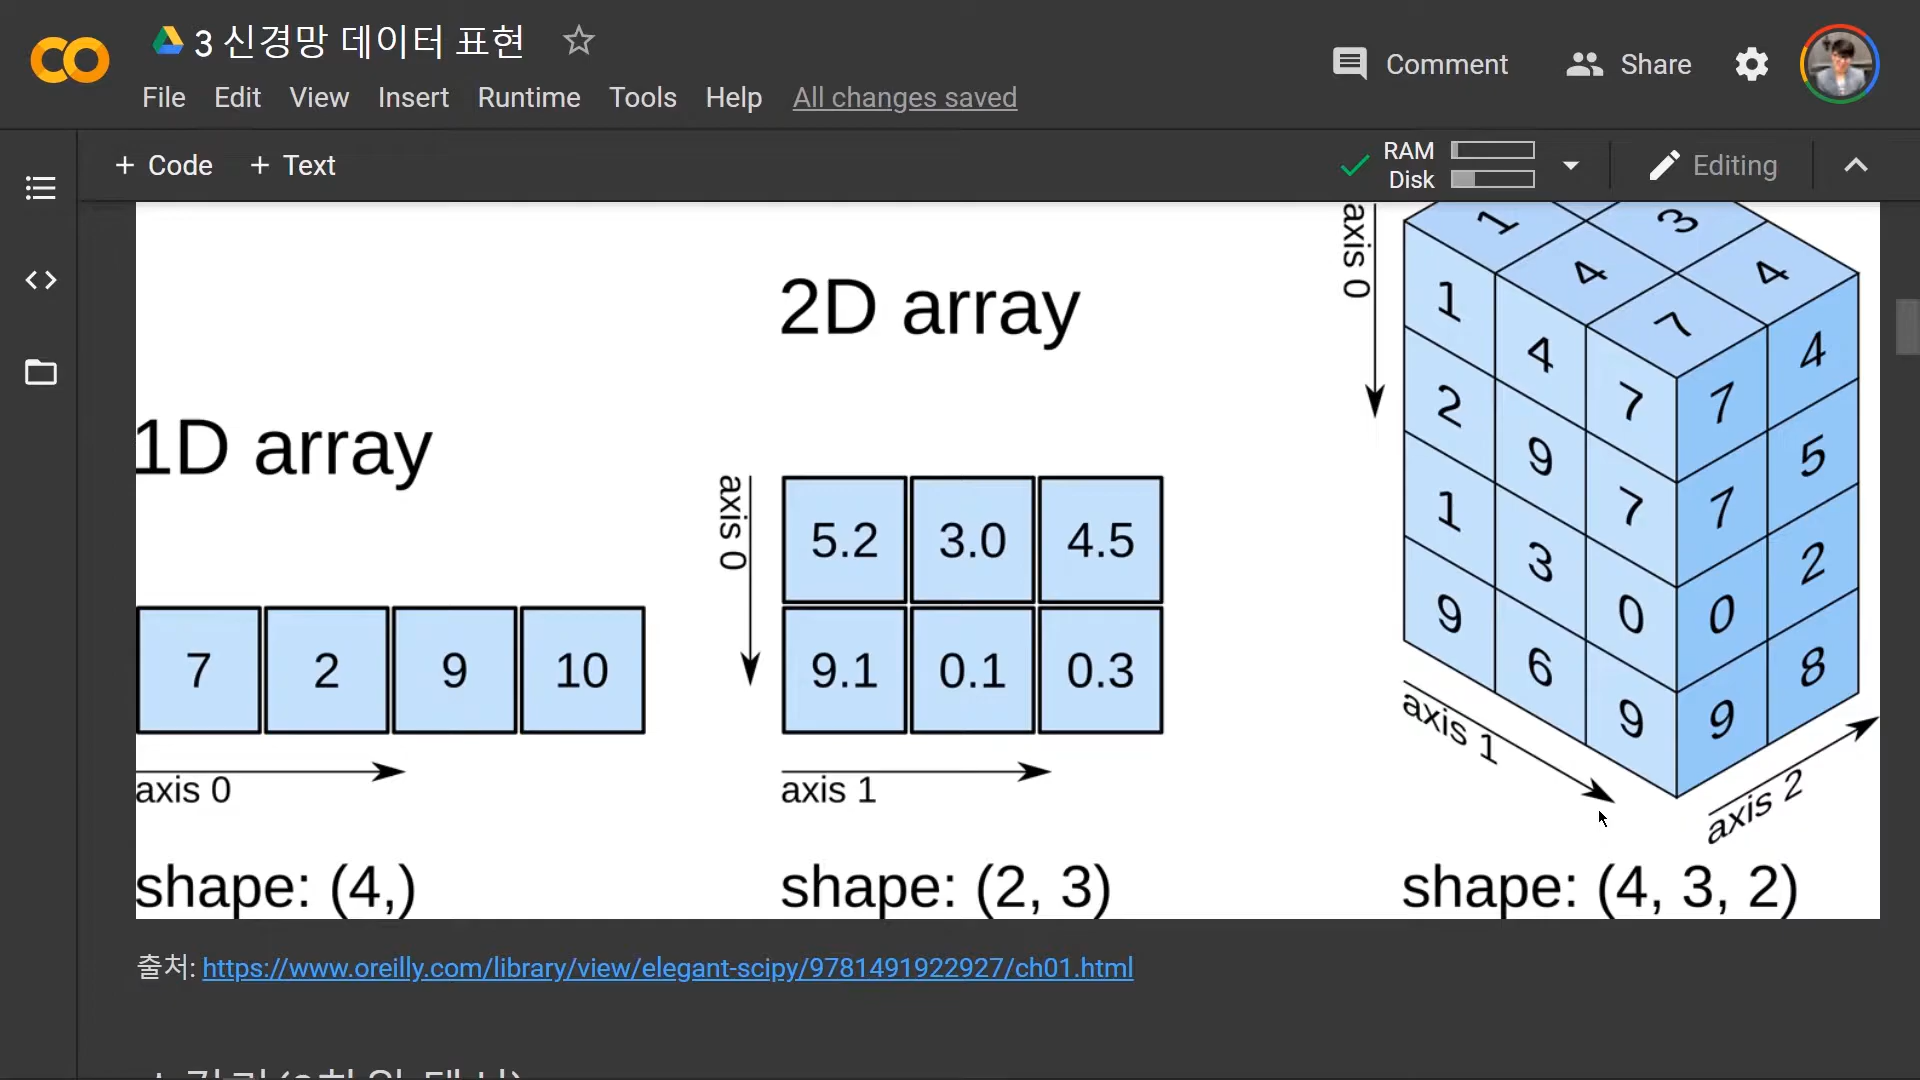 3 신경망 데이터 표현
File Edit View Insert Runtime Tools Help All changes saved
Comment Share
+ Code + Text
RAM
Disk
Editing
1D array
7 2 9 10
axis 0
shape: (4,)
2D array
axis 0
5.2 3.0 4.5
9.1 0.1 0.3
axis 1
shape: (2, 3)
axis 0
1 3
4 4
7
1 4 7 7 4
2 9 7 7 5
1 3 0 0 2
9 6 9 9 8
axis 1
axis 2
shape: (4, 3, 2)
출처: https://www.oreilly.com/library/view/elegant-scipy/9781491922927/ch01.html